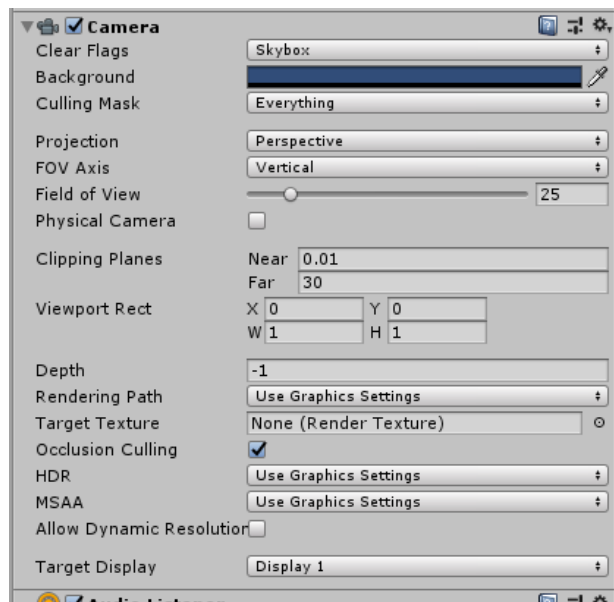 Camera
Clear Flags Skybox
Background
Culling Mask Everything
Projection Perspective
FOV Axis Vertical
Field of View 25
Physical Camera
Clipping Planes Near 0.01
Far 30
Viewport Rect X 0 Y 0
W 1 H 1
Depth -1
Rendering Path Use Graphics Settings
Target Texture None (Render Texture)
Occlusion Culling
HDR Use Graphics Settings
MSAA Use Graphics Settings
Allow Dynamic Resolution
Target Display Display 1
Audio Listener